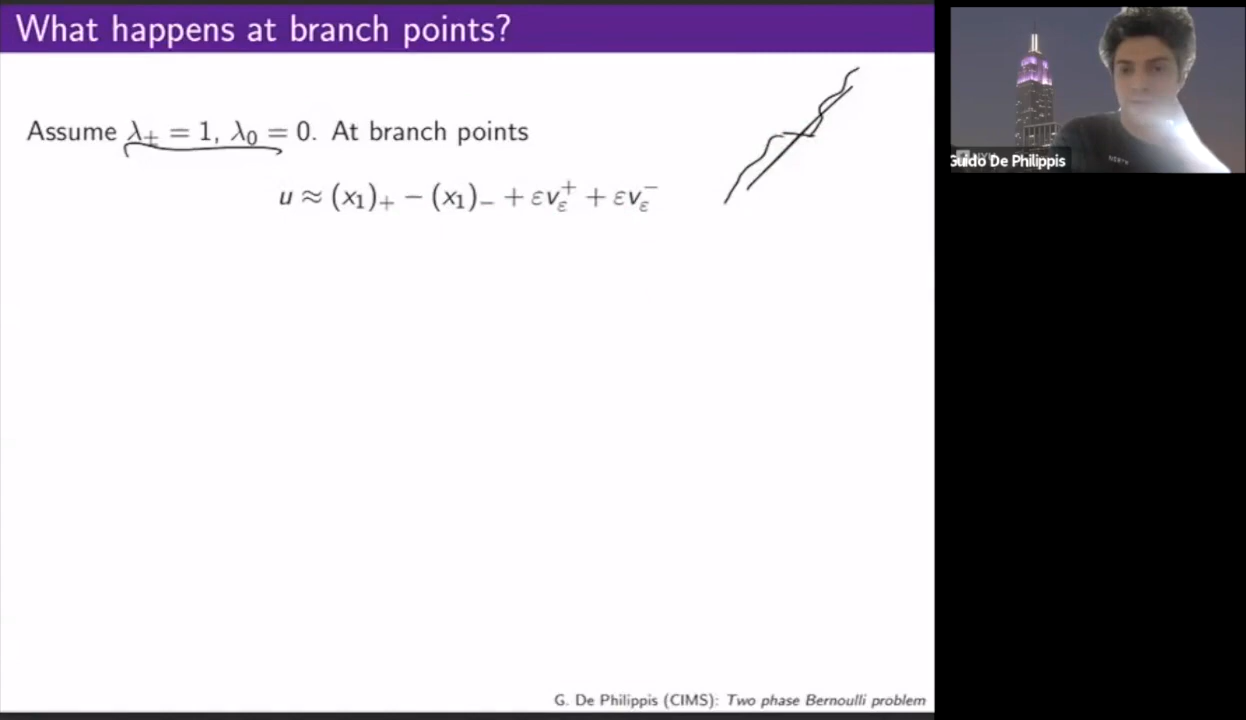 What happens at branch points?
Assume λ₊ = 1, λ₀ = 0. At branch points
u ≈ (x₁)₊ − (x₁)₋ + εv_ε⁺ + εv_ε⁻
G. De Philippis (CIMS): Two phase Bernoulli problem
Guido De Philippis